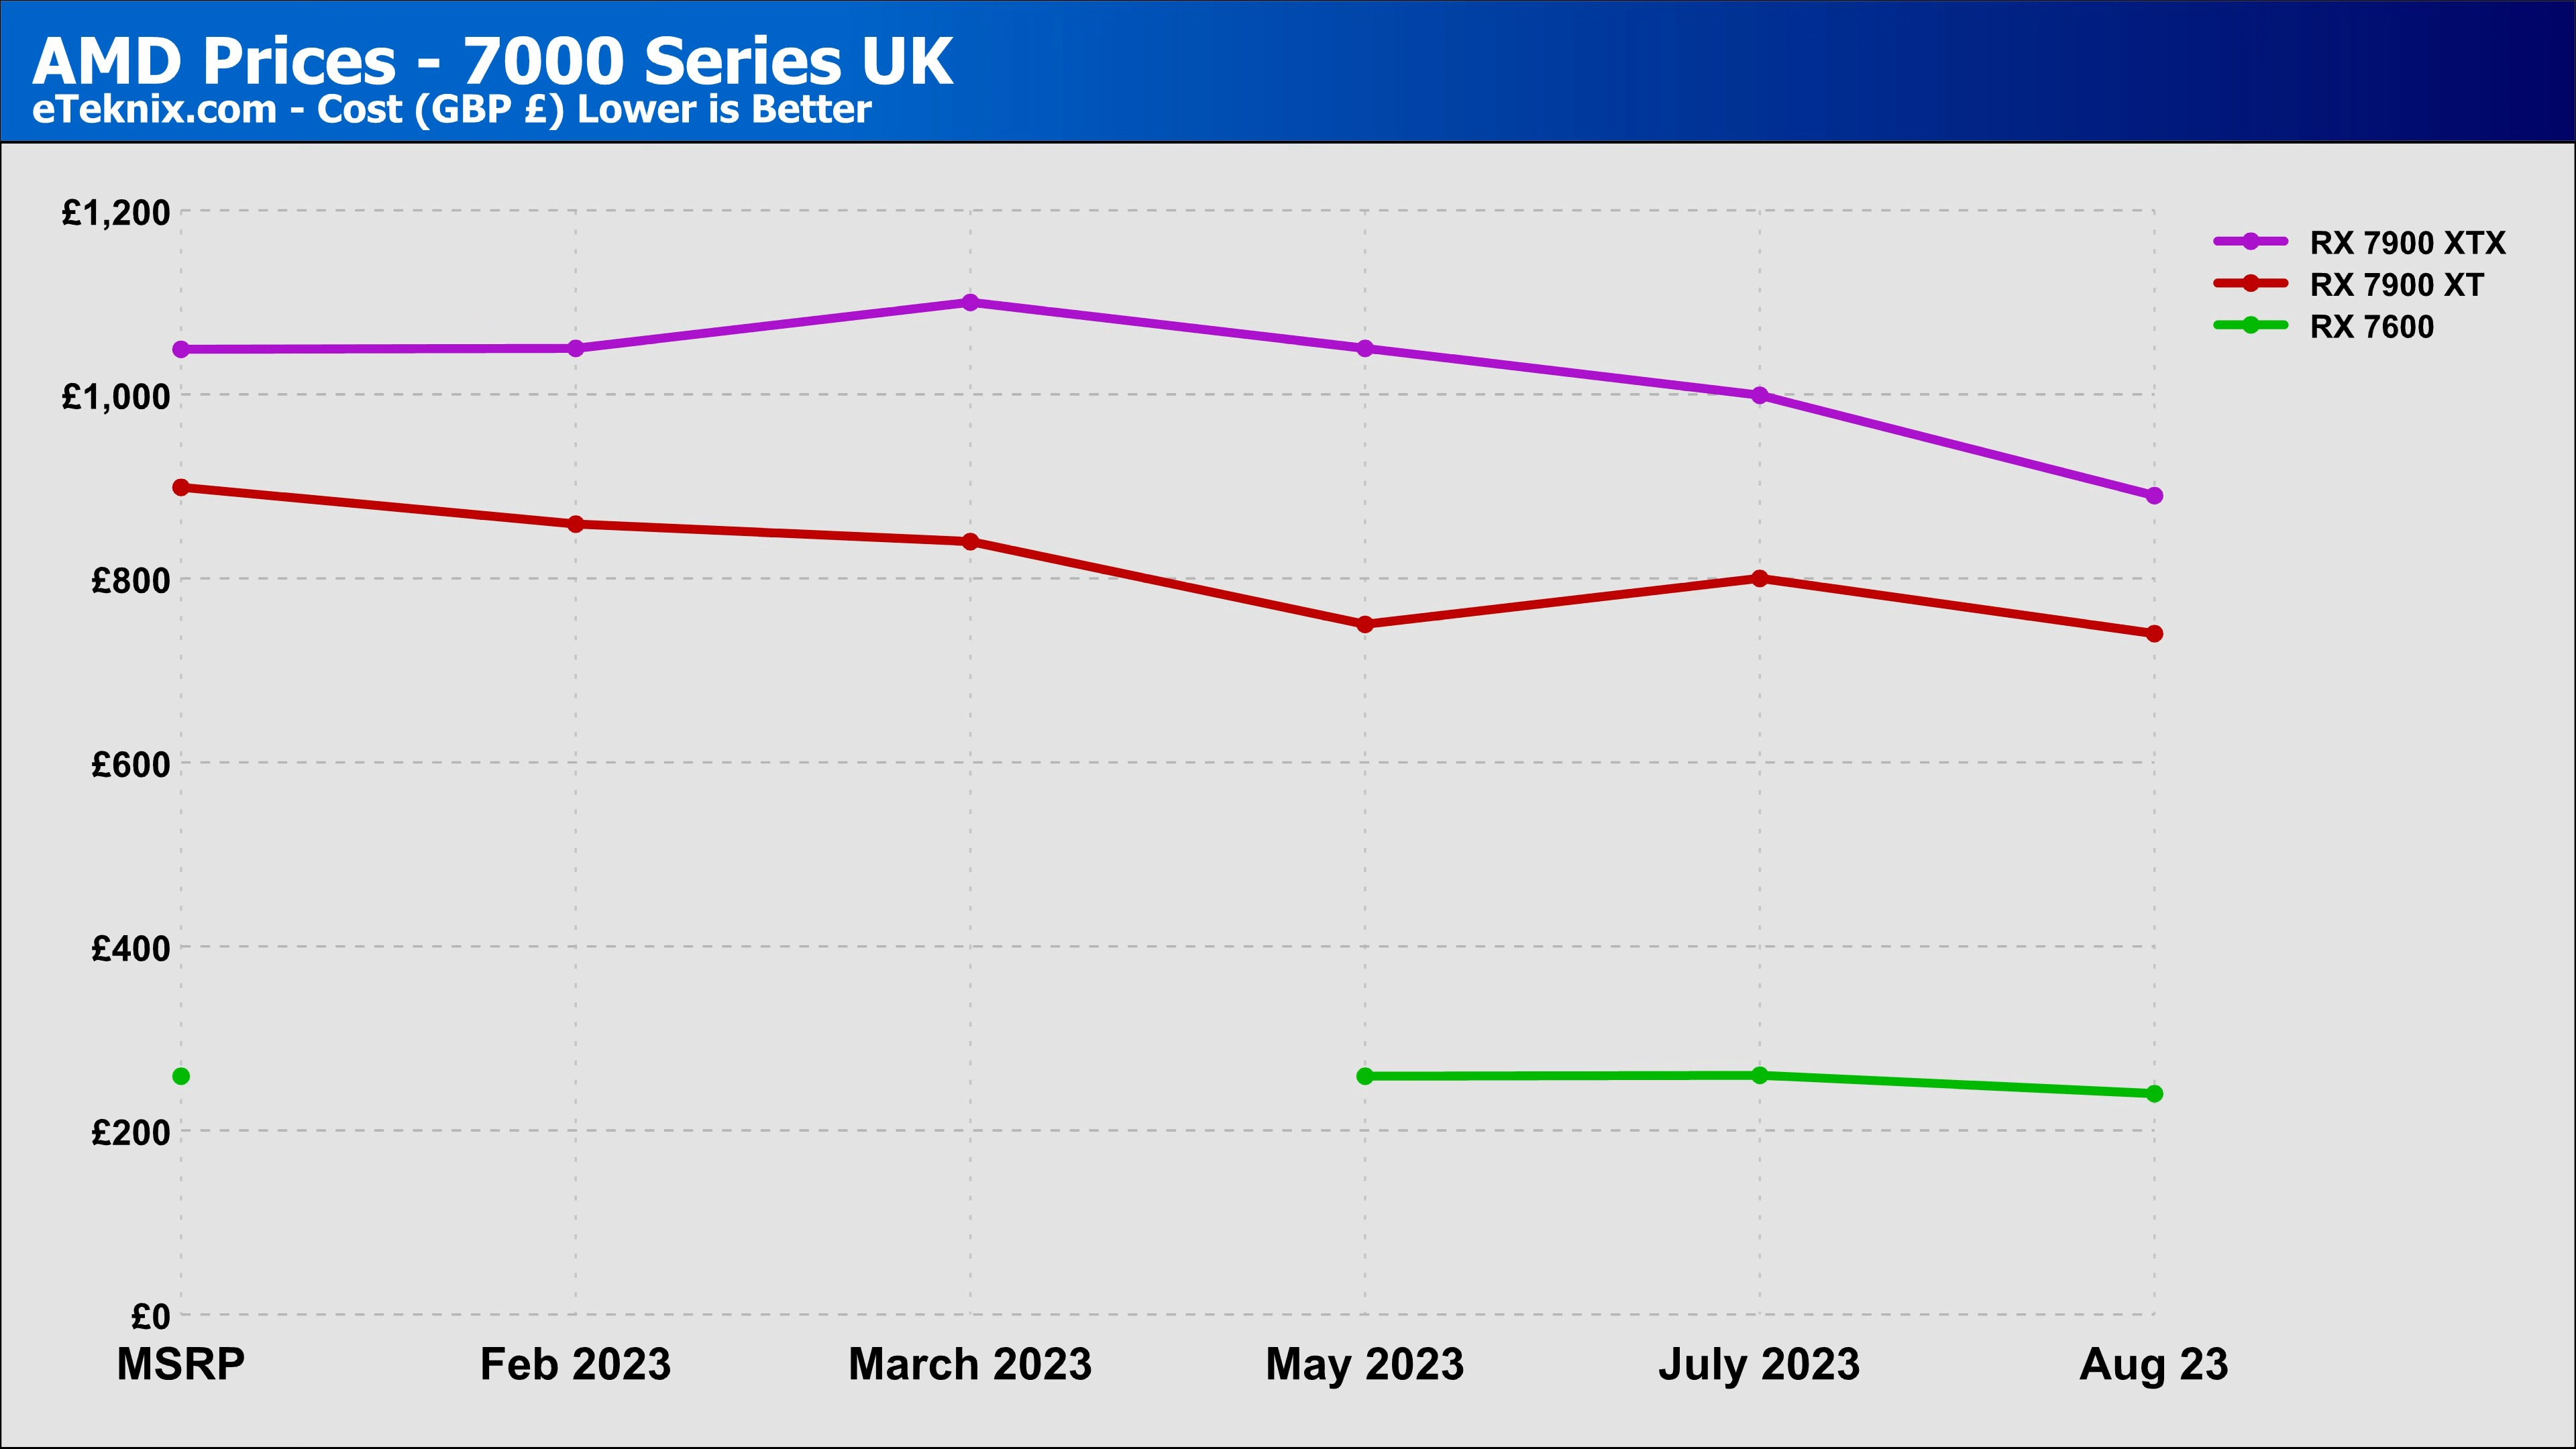 AMD Prices - 7000 Series UK
eTeknix.com - Cost (GBP £) Lower is Better
£1,200
£1,000
£800
£600
£400
£200
£0
MSRP
Feb 2023
March 2023
May 2023
July 2023
Aug 23
RX 7900 XTX
RX 7900 XT
RX 7600